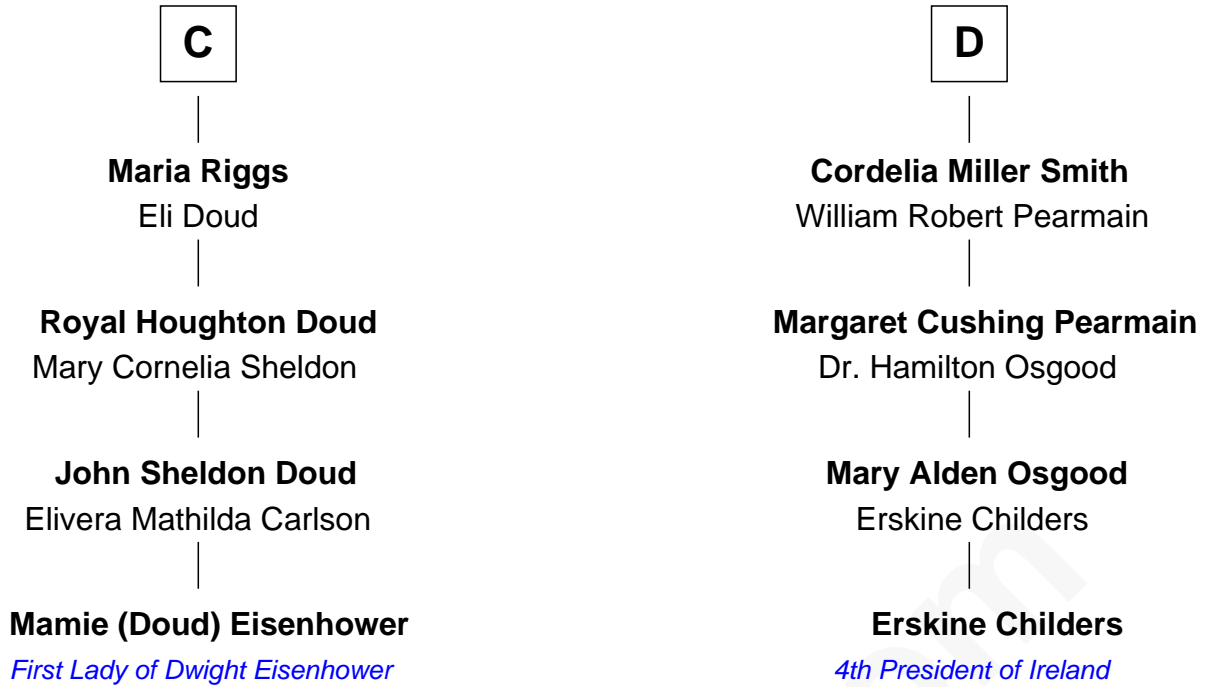 C
Maria Riggs
Eli Doud
Royal Houghton Doud
Mary Cornelia Sheldon
John Sheldon Doud
Elivera Mathilda Carlson
Mamie (Doud) Eisenhower
First Lady of Dwight Eisenhower
D
Cordelia Miller Smith
William Robert Pearmain
Margaret Cushing Pearmain
Dr. Hamilton Osgood
Mary Alden Osgood
Erskine Childers
Erskine Childers
4th President of Ireland